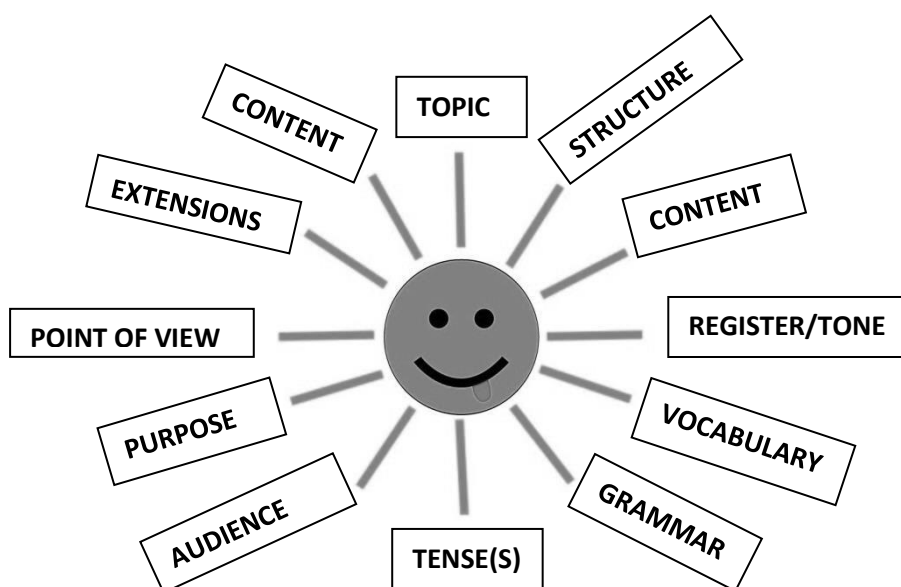 TOPIC
STRUCTURE
CONTENT
CONTENT
EXTENSIONS
POINT OF VIEW
REGISTER/TONE
PURPOSE
VOCABULARY
AUDIENCE
GRAMMAR
TENSE(S)